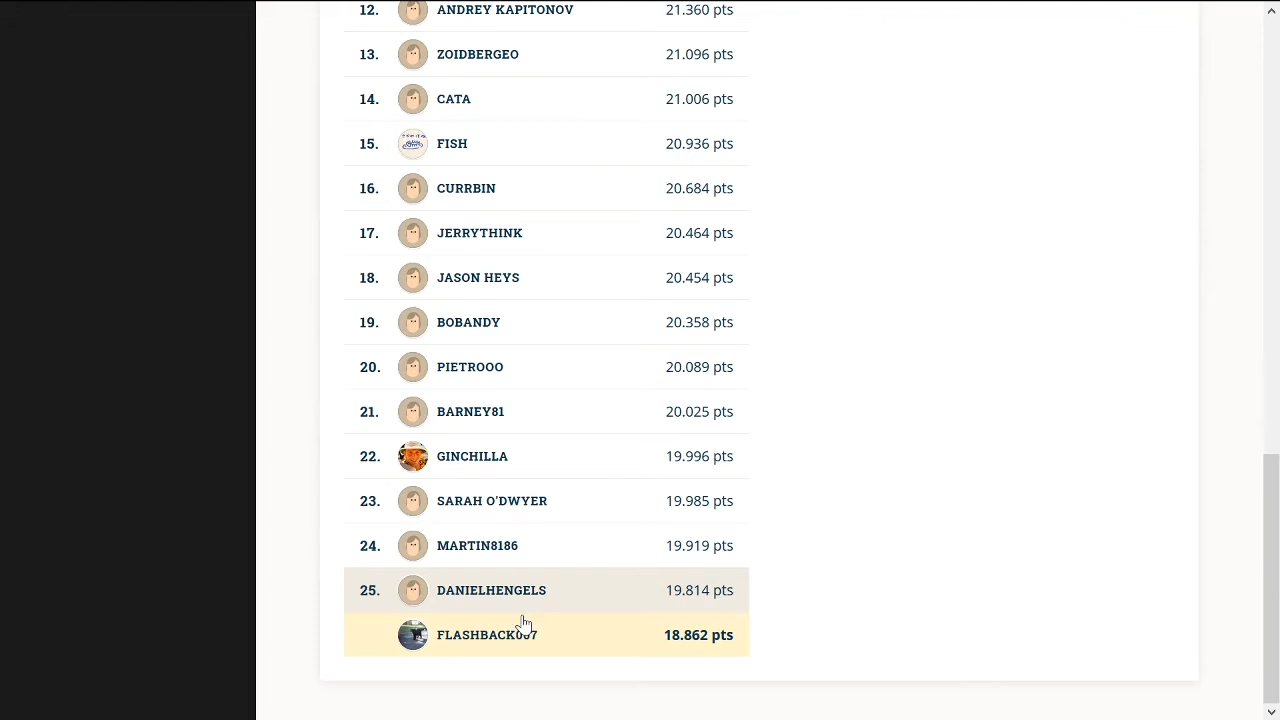 12. ANDREY KAPITONOV 21.360 pts
13. ZOIDBERGEO 21.096 pts
14. CATA 21.006 pts
15. FISH 20.936 pts
16. CURRBIN 20.684 pts
17. JERRYTHINK 20.464 pts
18. JASON HEYS 20.454 pts
19. BOBANDY 20.358 pts
20. PIETROOO 20.089 pts
21. BARNEY81 20.025 pts
22. GINCHILLA 19.996 pts
23. SARAH O'DWYER 19.985 pts
24. MARTIN8186 19.919 pts
25. DANIELHENGELS 19.814 pts
FLASHBACK007 18.862 pts